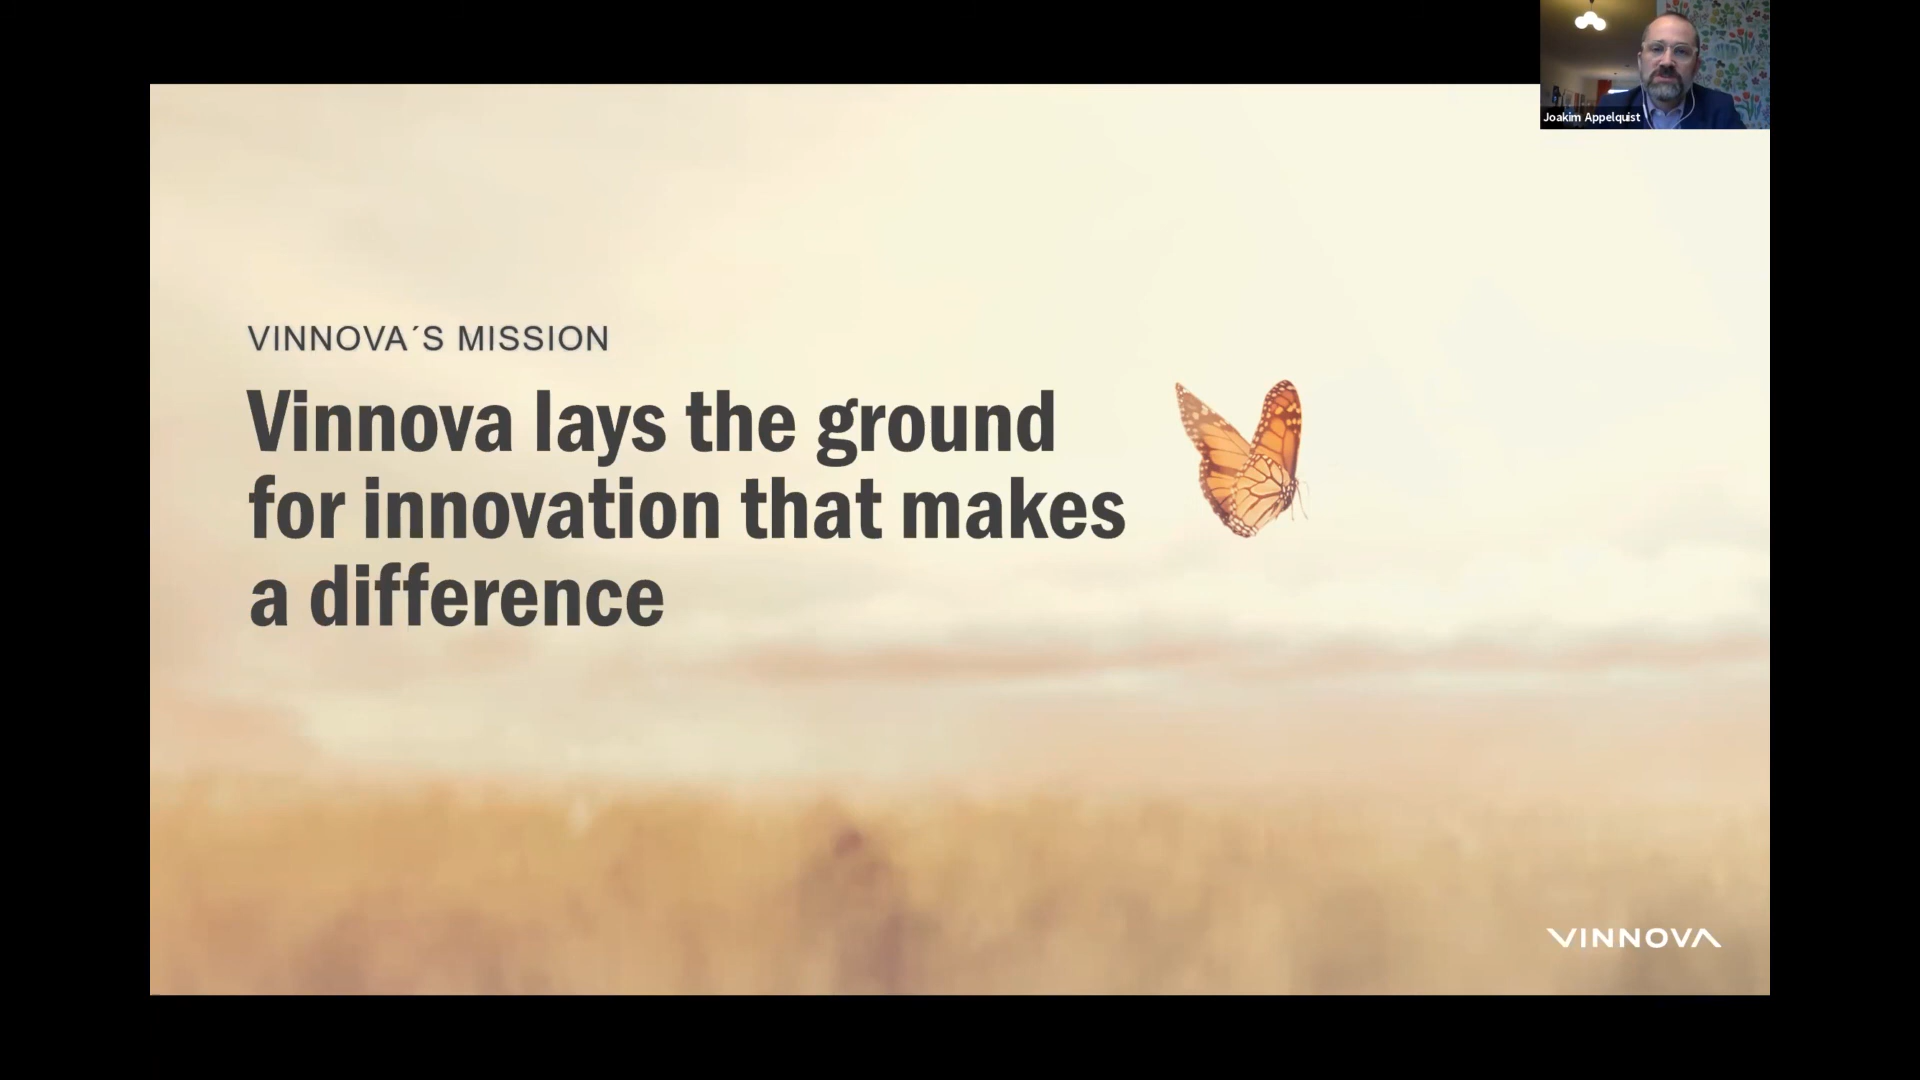 Joakim Appelquist
VINNOVA´S MISSION
Vinnova lays the ground
for innovation that makes
a difference
VINNOVA